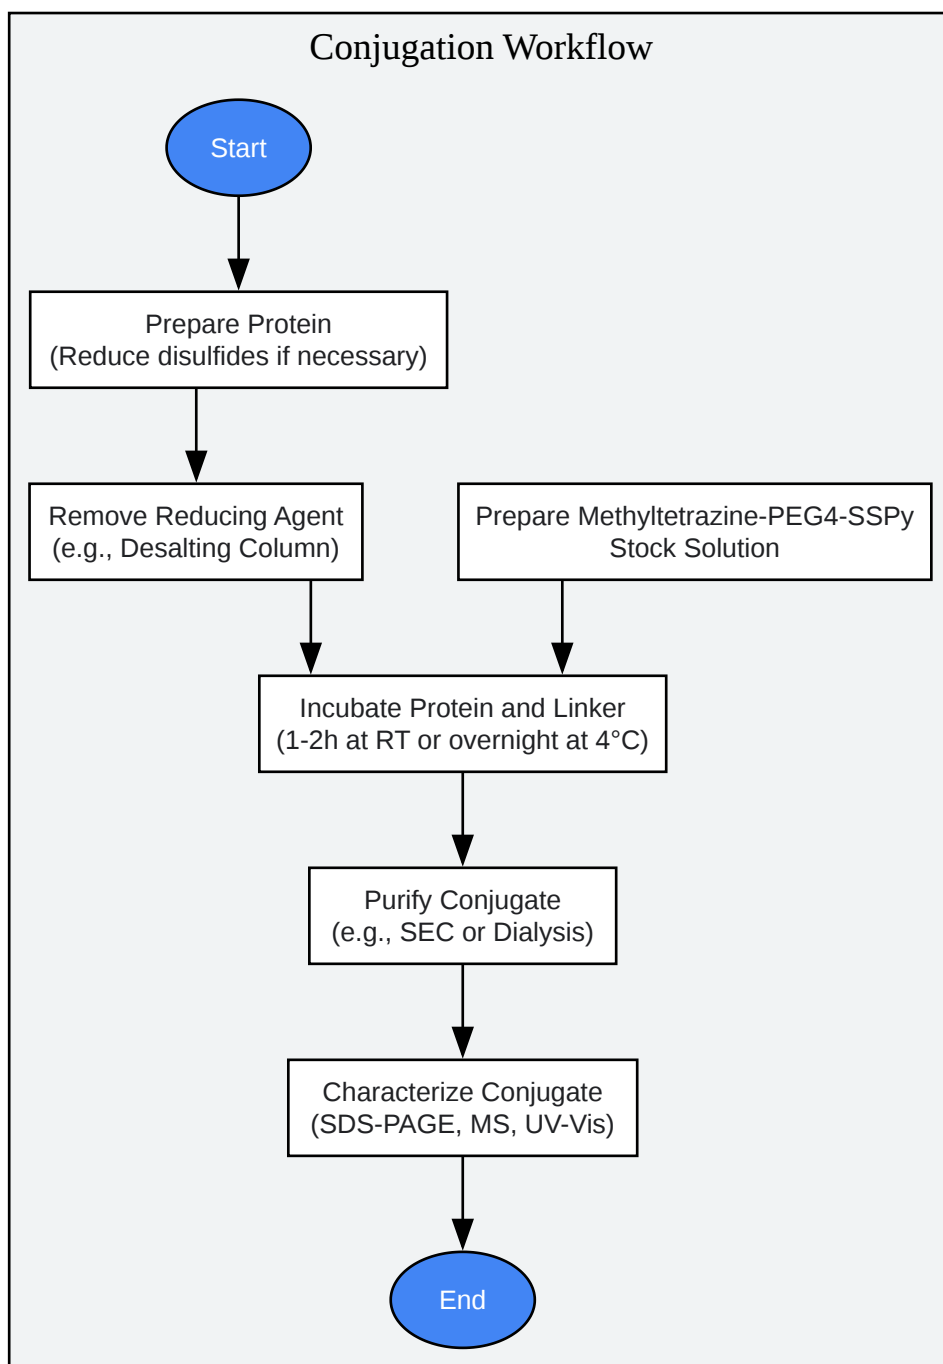 Conjugation Workflow
Start
Prepare Protein
(Reduce disulfides if necessary)
Remove Reducing Agent
(e.g., Desalting Column)
Prepare Methyltetrazine-PEG4-SSPy
Stock Solution
Incubate Protein and Linker
(1-2h at RT or overnight at 4°C)
Purify Conjugate
(e.g., SEC or Dialysis)
Characterize Conjugate
(SDS-PAGE, MS, UV-Vis)
End